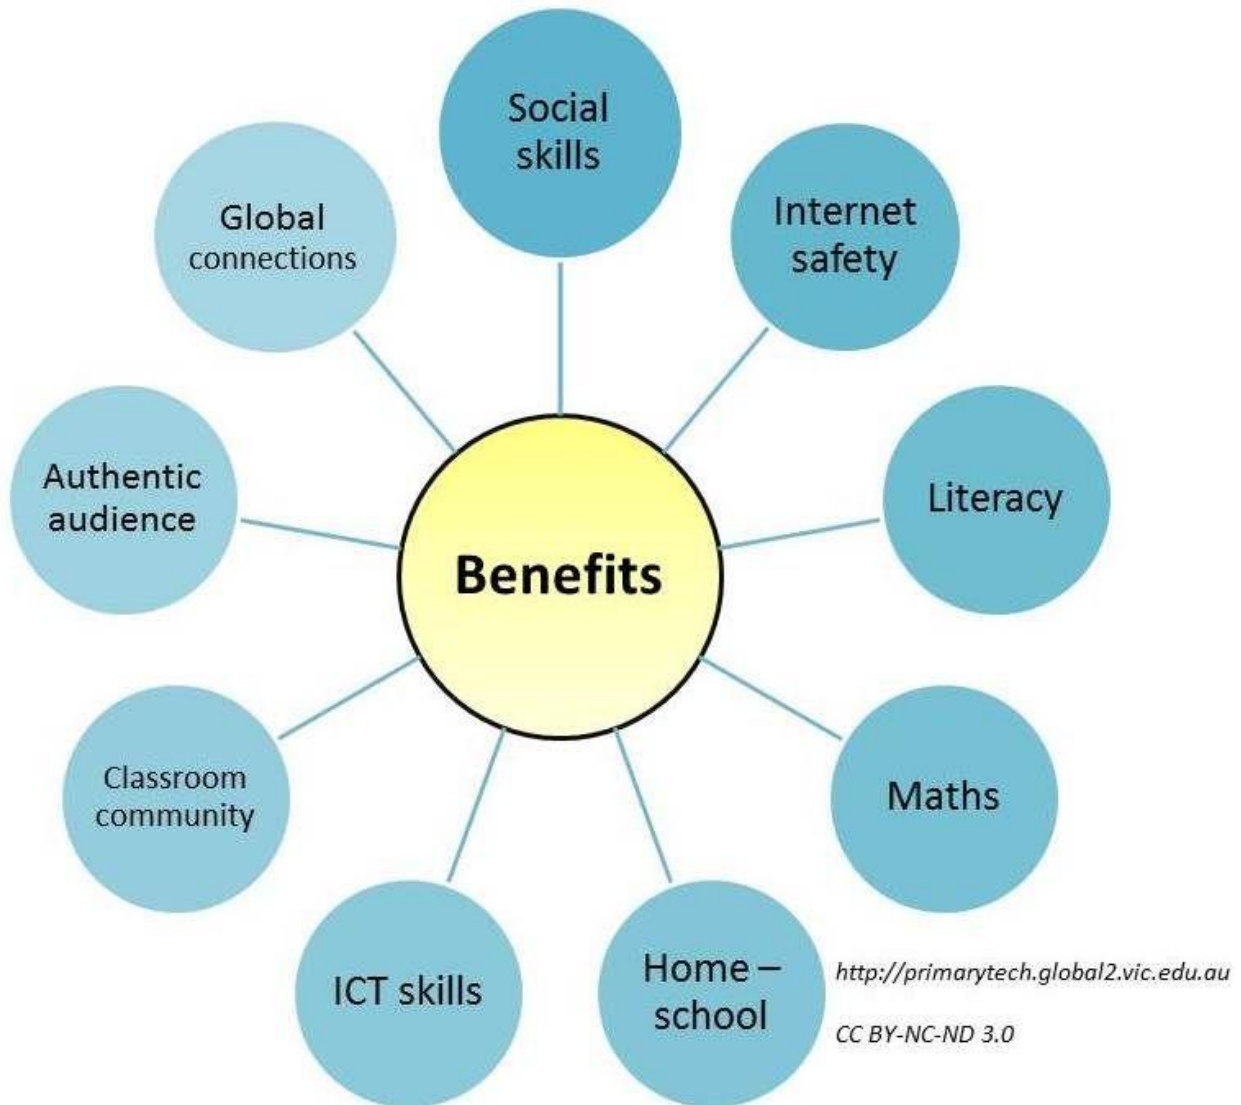 Social
skills
Internet
safety
Literacy
Maths
Home –
school
ICT skills
Classroom
community
Authentic
audience
Global
connections
Benefits
http://primarytech.global2.vic.edu.au
CC BY-NC-ND 3.0